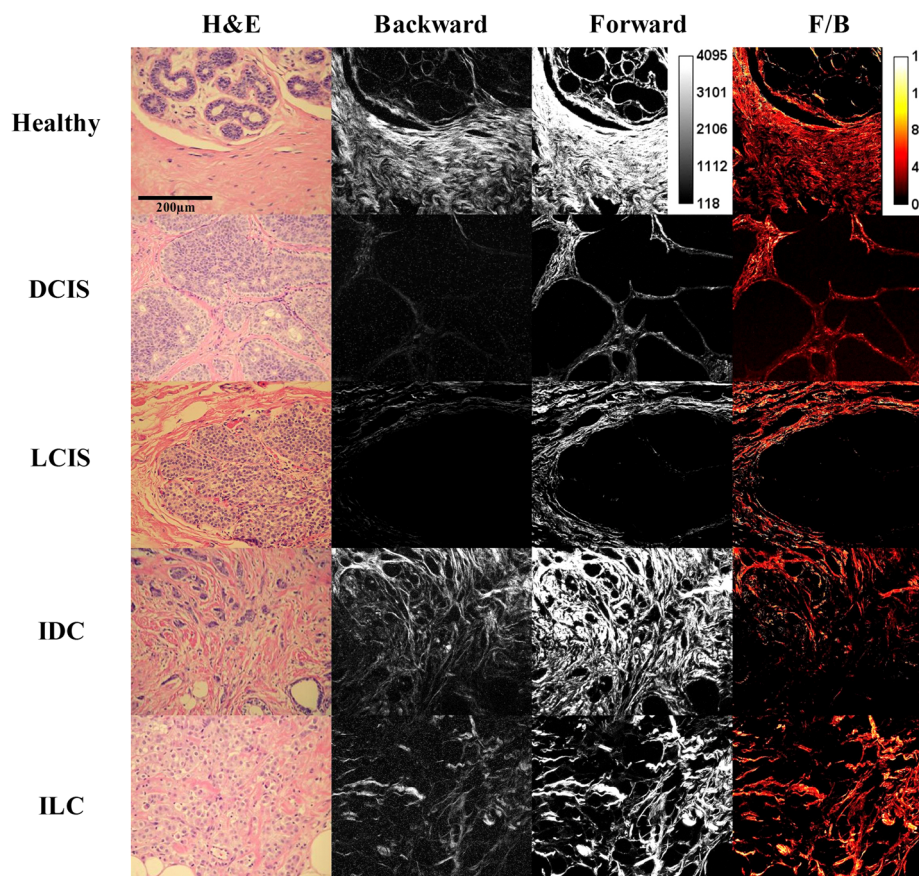 H&E Backward Forward F/B
Healthy
4095
3101
2106
1112
118
1
1
8
4
0
200µm
DCIS
LCIS
IDC
ILC